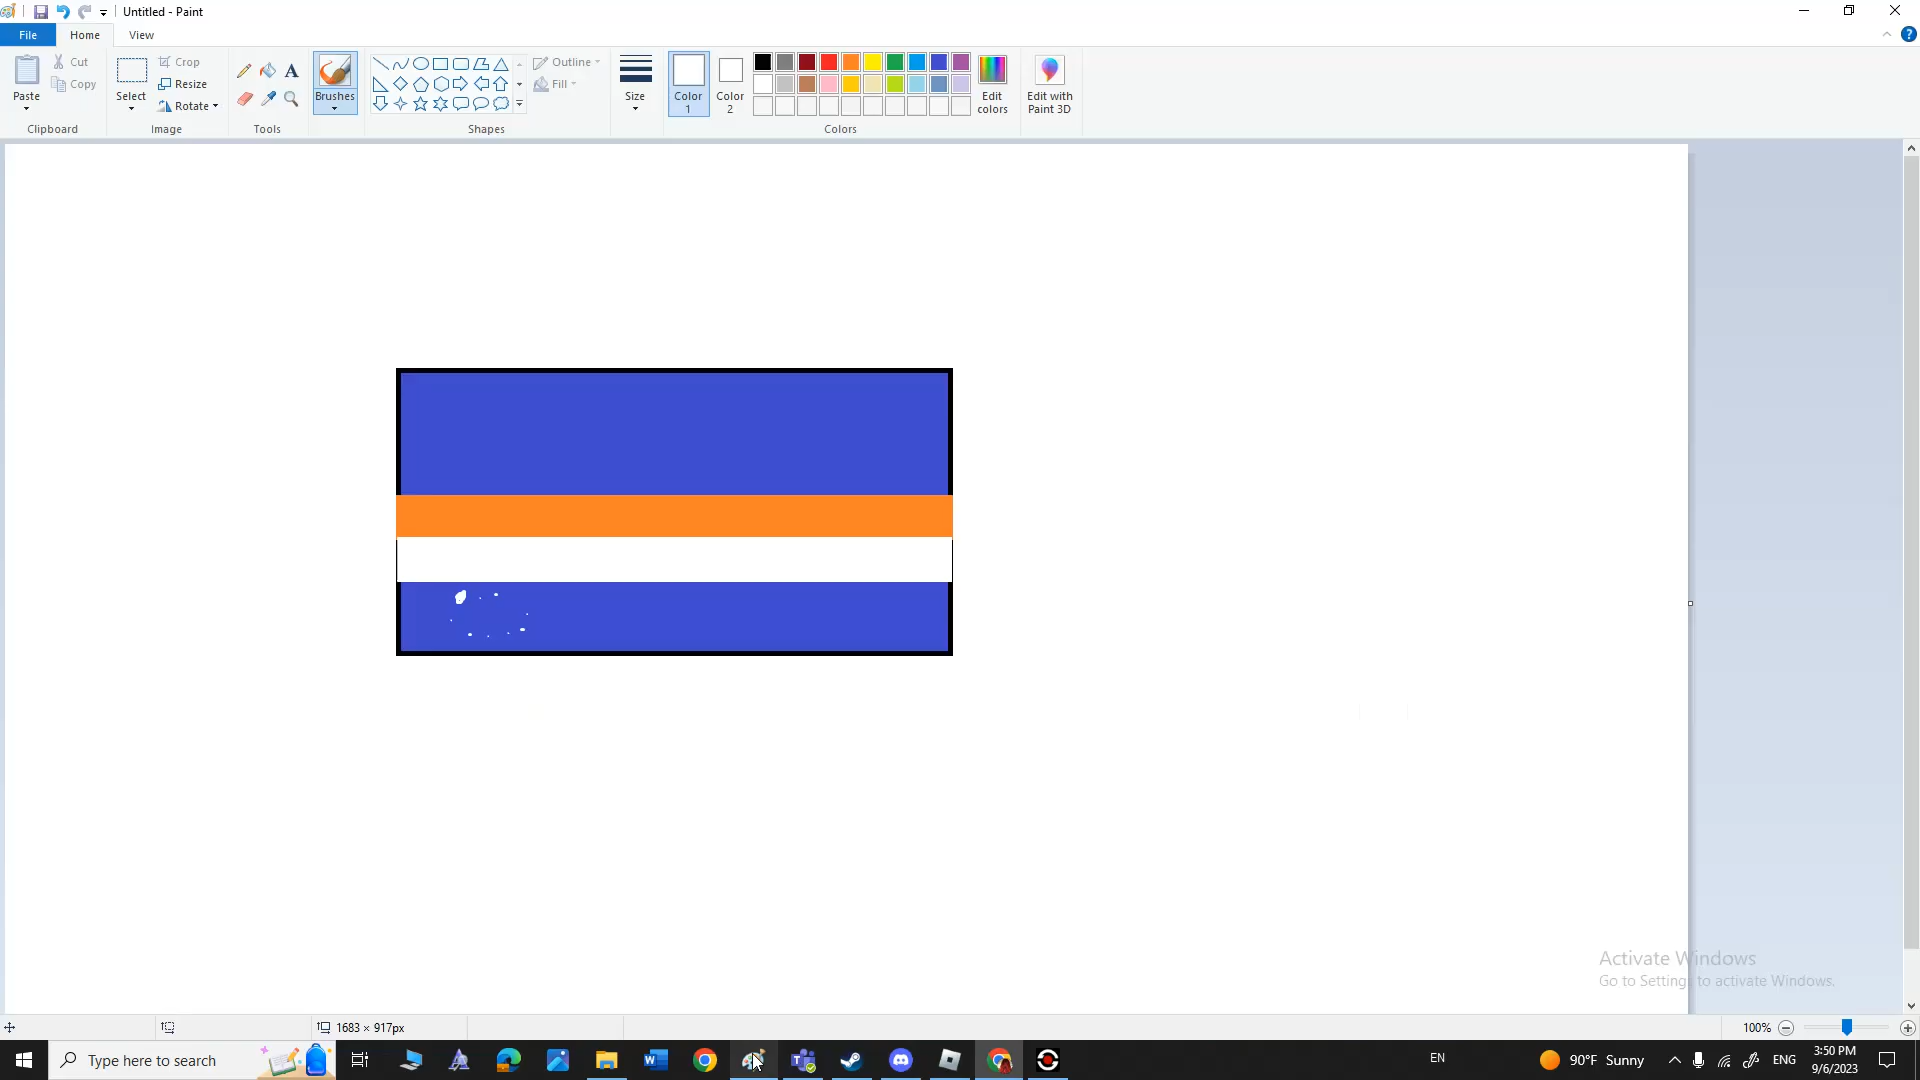 Untitled - Paint
File
Home
View
Paste
Cut
Copy
Clipboard
Select
Crop
Resize
Rotate
Image
A
Tools
Brushes
Outline
Fill
Shapes
Size
Color 1
Color 2
Colors
Edit colors
Edit with Paint 3D
Activate Windows
Go to Settings to activate Windows.
1683 × 917px
100%
Type here to search
EN
90°F Sunny
ENG
3:50 PM
9/6/2023